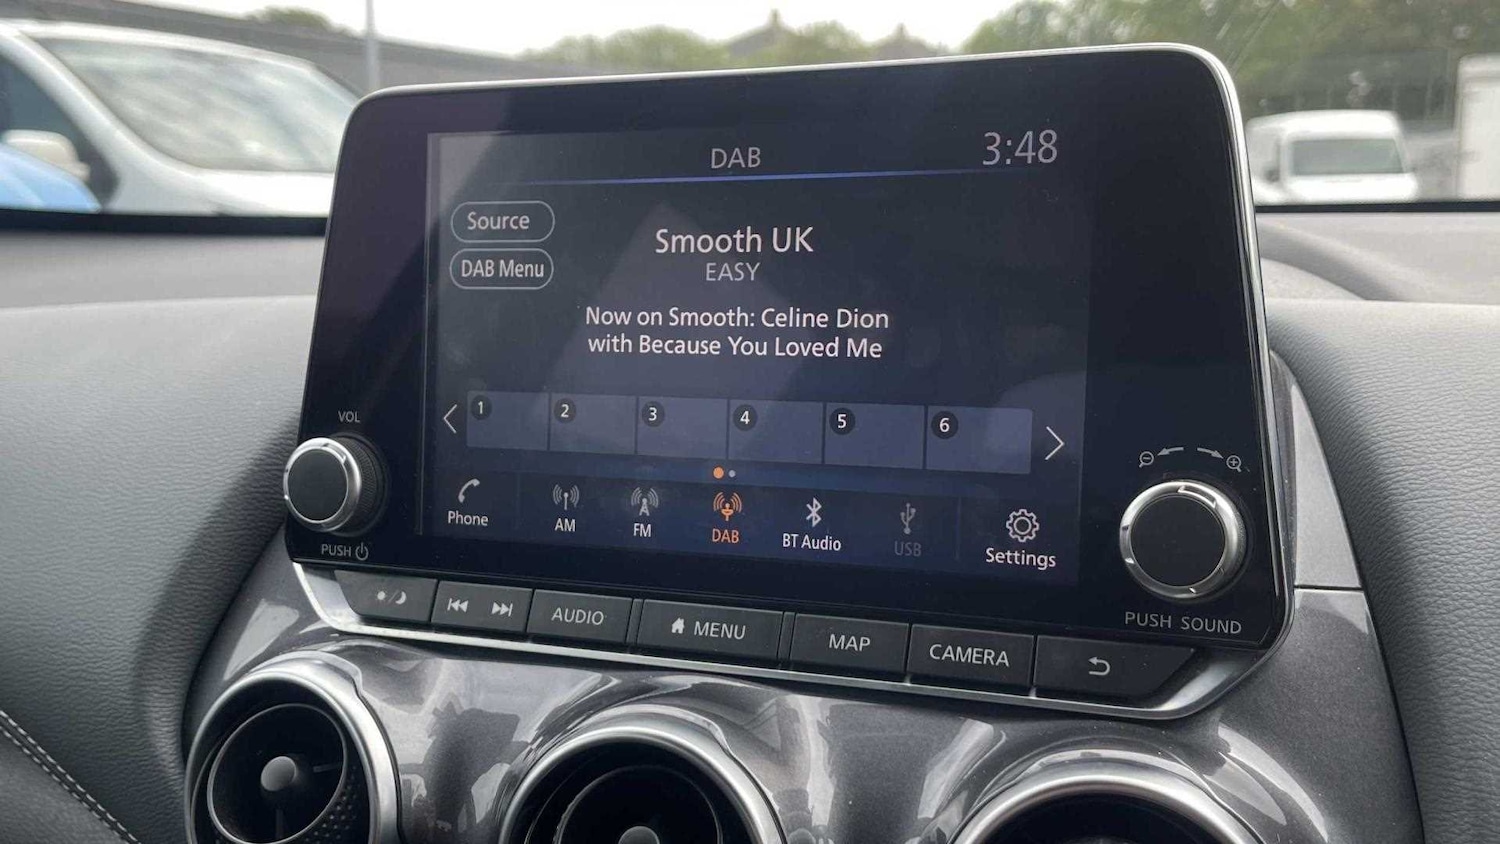 DAB
3:48
Source
Smooth UK
DAB Menu
EASY
Now on Smooth: Celine Dion
with Because You Loved Me
1 2 3 4 5 6
VOL
PUSH
Phone
AM
FM
DAB
BT Audio
USB
Settings
PUSH SOUND
AUDIO
MENU
MAP
CAMERA